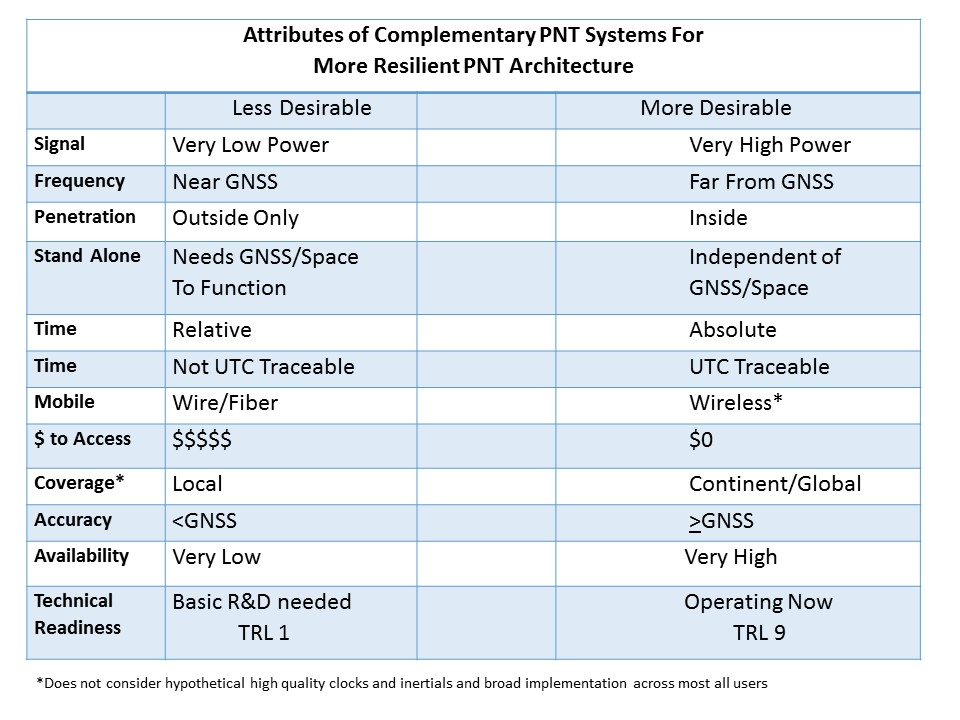 Attributes of Complementary PNT Systems For
More Resilient PNT Architecture
Less Desirable More Desirable
Signal Very Low Power Very High Power
Frequency Near GNSS Far From GNSS
Penetration Outside Only Inside
Stand Alone Needs GNSS/Space Independent of
To Function GNSS/Space
Time Relative Absolute
Time Not UTC Traceable UTC Traceable
Mobile Wire/Fiber Wireless*
$ to Access $$$$$ $0
Coverage* Local Continent/Global
Accuracy <GNSS ≥GNSS
Availability Very Low Very High
Technical Basic R&D needed Operating Now
Readiness TRL 1 TRL 9
*Does not consider hypothetical high quality clocks and inertials and broad implementation across most all users